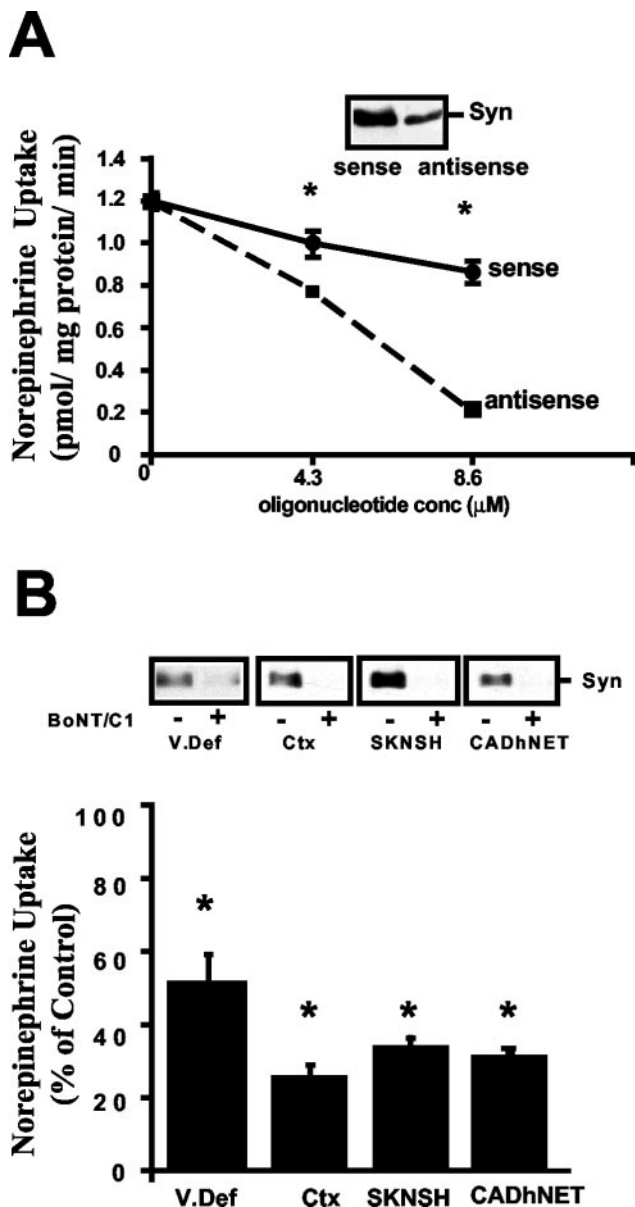 A
Syn
sense antisense
Norepinephrine Uptake
(pmol/ mg protein/ min)
1.4
1.2
1.0
0.8
0.6
0.4
0.2
0
*
*
sense
antisense
0 4.3 8.6
oligonucleotide conc (μM)
B
Syn
BoNT/C1 - + - + - + - +
V.Def Ctx SKNSH CADhNET
Norepinephrine Uptake
(% of Control)
100
80
60
40
20
0
* * * *
V.Def Ctx SKNSH CADhNET